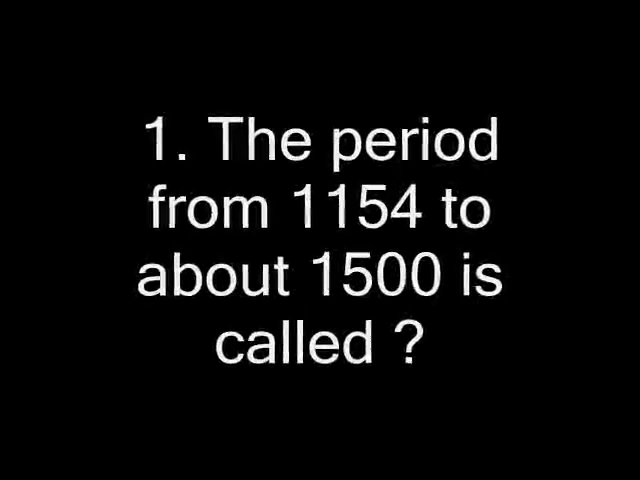 1. The period
from 1154 to
about 1500 is
called ?